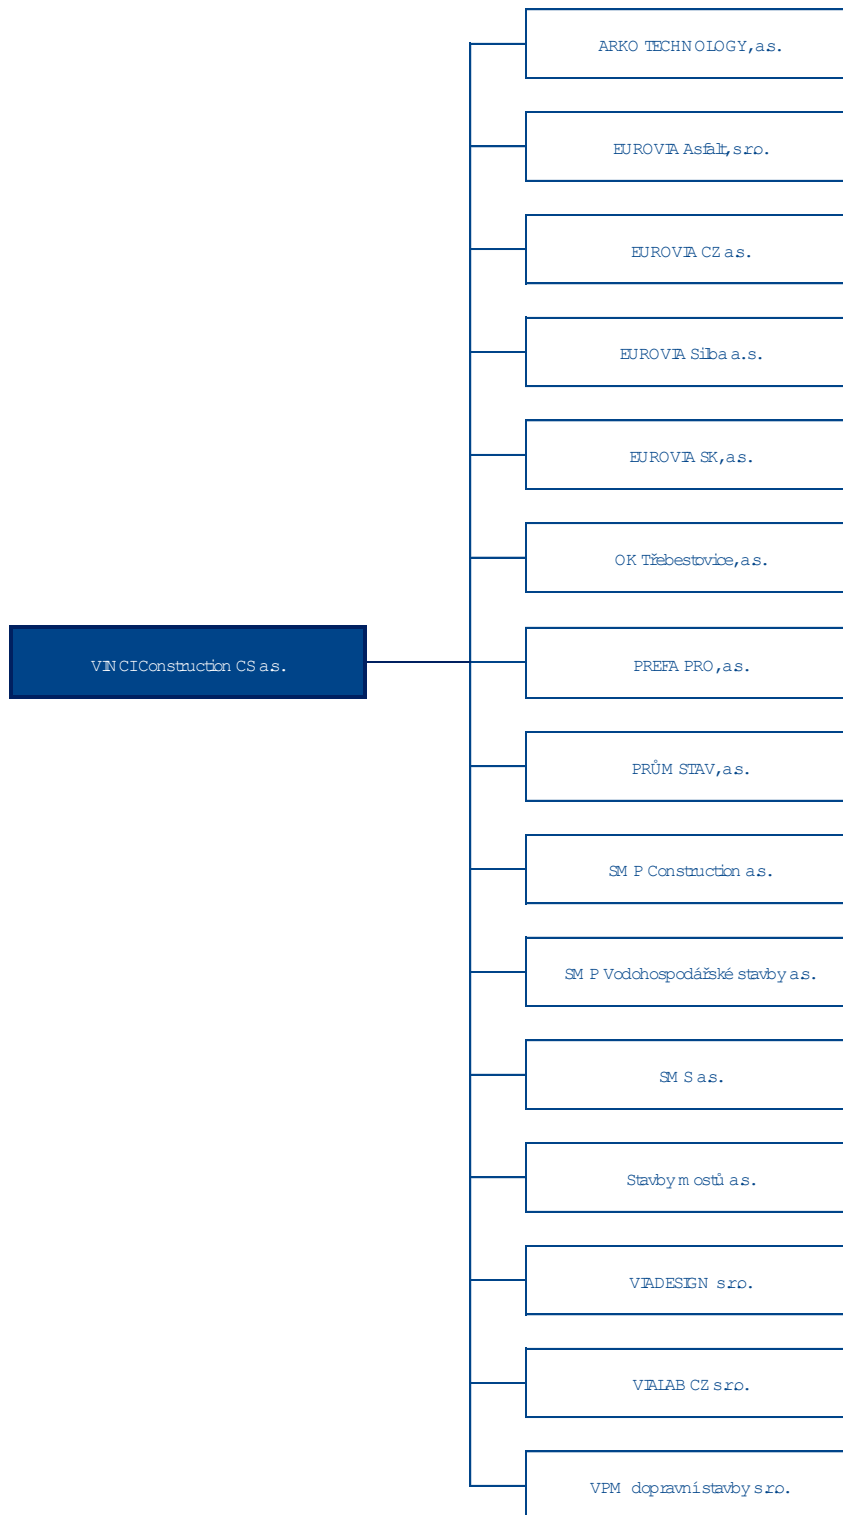 ARKO TECHNOLOGY, a.s.
EUROVIA Asfalt, s.r.o.
EUROVIA CZ a.s.
EUROVIA Silba a.s.
EUROVIA SK, a.s.
OK Třebestovice, a.s.
VINCI Construction CS a.s.
PREFA PRO, a.s.
PRŮMSTAV, a.s.
SMP Construction a.s.
SMP Vodohospodářské stavby a.s.
SMS a.s.
Stavby mostů a.s.
VIADESIGN s.r.o.
VIALAB CZ s.r.o.
VPM dopravní stavby s.r.o.